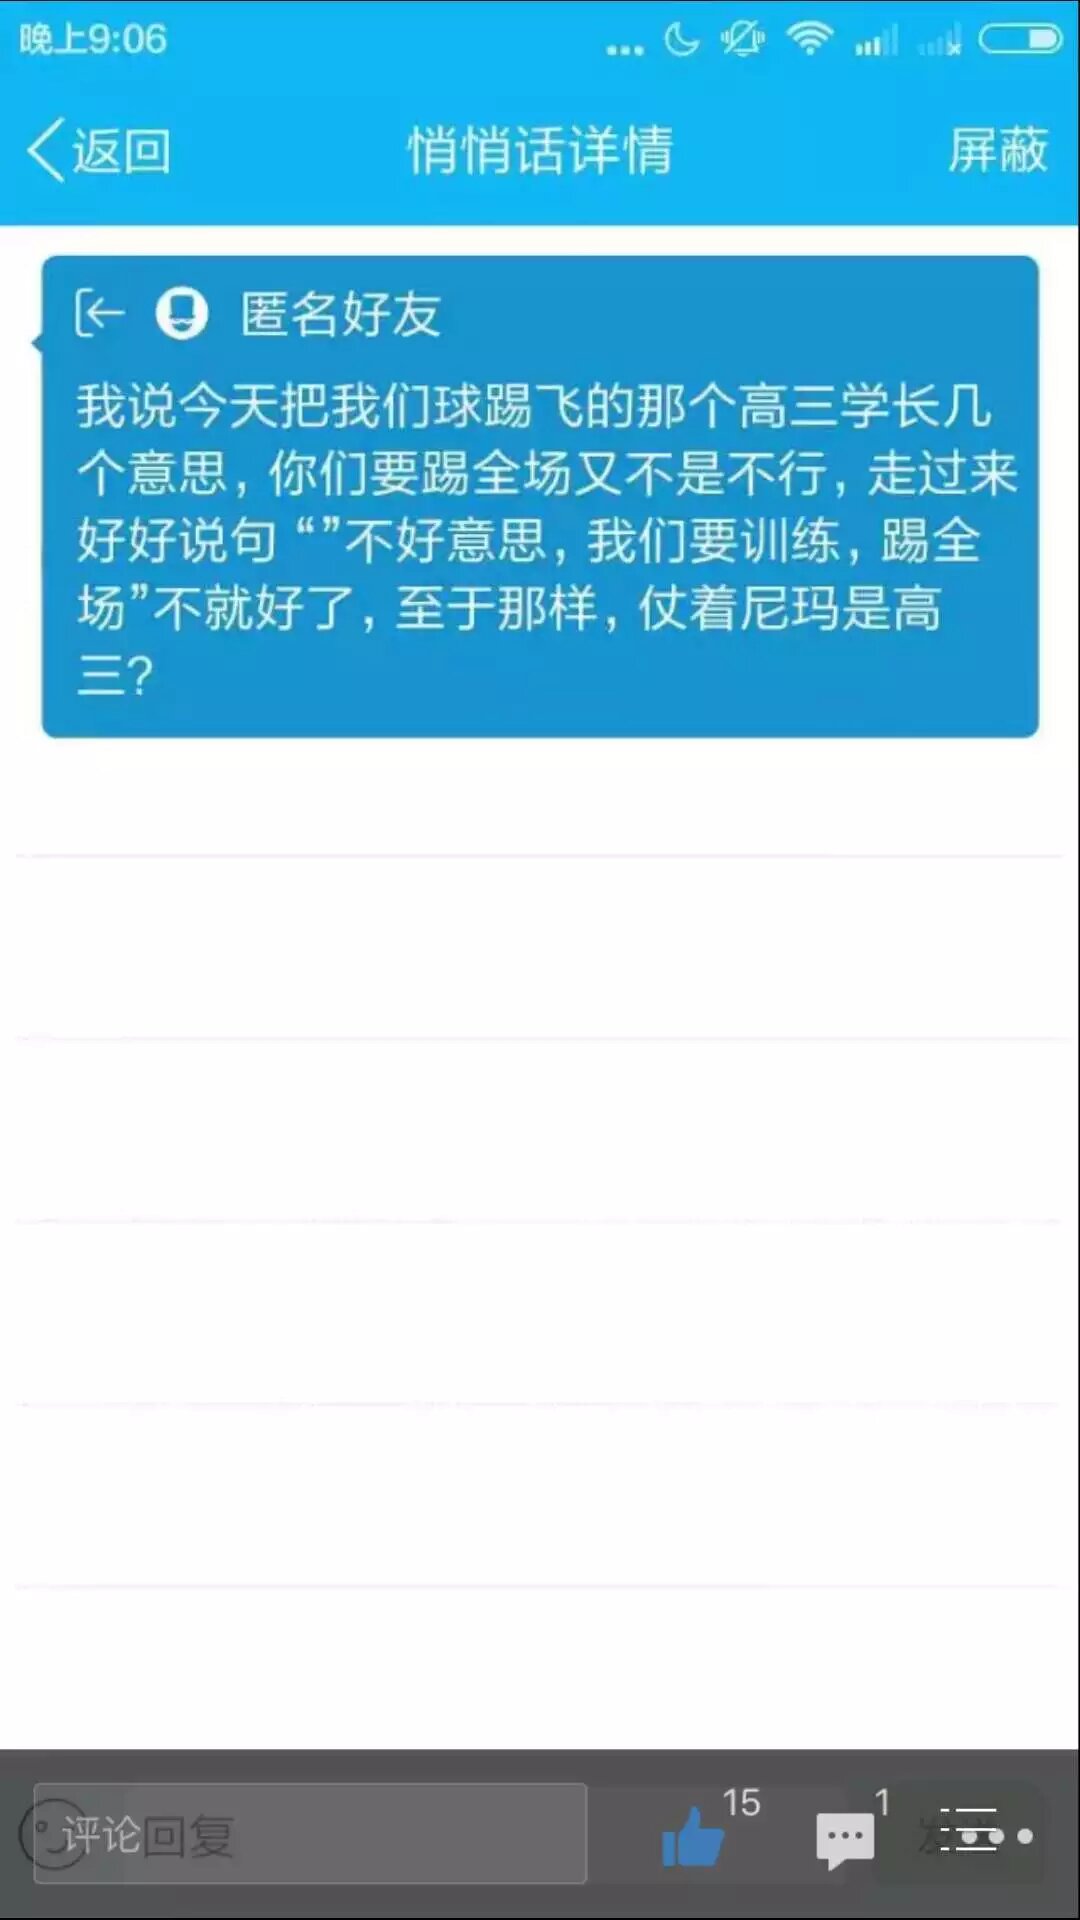 晚上9:06
返回 悄悄话详情 屏蔽
匿名好友
我说今天把我们球踢飞的那个高三学长几
个意思，你们要踢全场又不是不行，走过来
好好说句“”不好意思，我们要训练，踢全
场”不就好了，至于那样，仗着尼玛是高
三？
评论回复 15 1